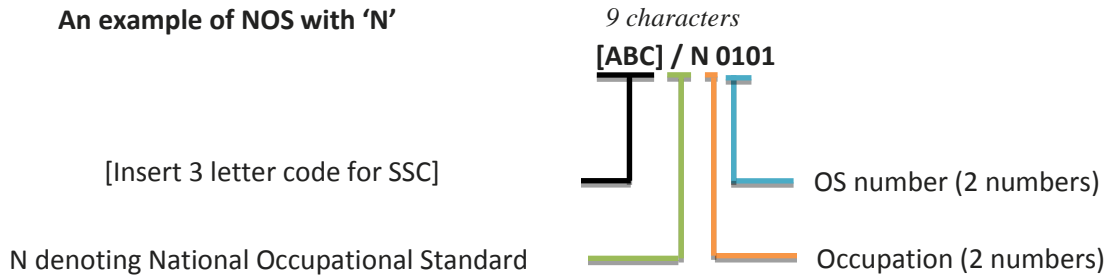 An example of NOS with ‘N’
9 characters
[ABC] / N 0101
[Insert 3 letter code for SSC]
OS number (2 numbers)
N denoting National Occupational Standard
Occupation (2 numbers)